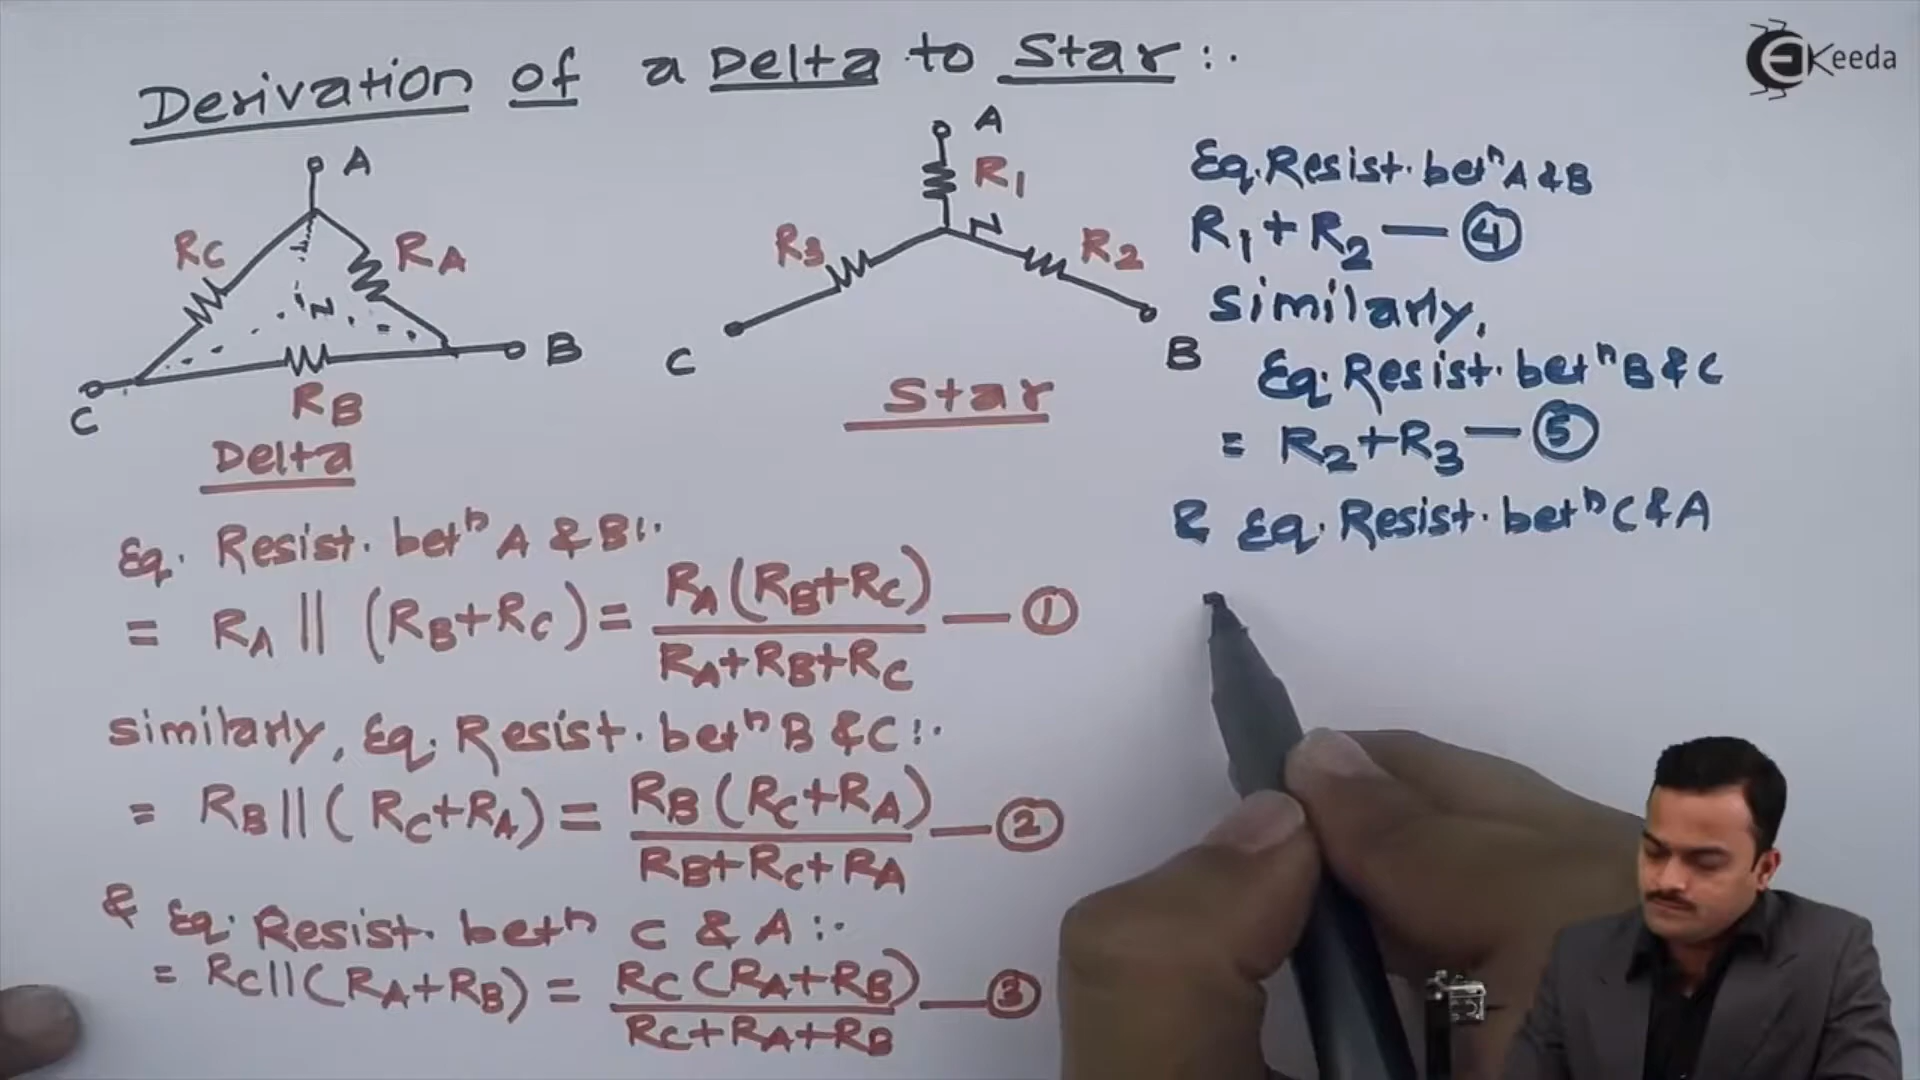 Derivation of a Delta to Star:.
EKeeda
A
RC
RA
N
B
C
RB
Delta
A
R1
N
R3
R2
C
B
Star
Eq. Resist. betn A & B:.
= RA || (RB+RC) = RA (RB+RC) / RA+RB+RC — ①
similarly, Eq. Resist. betn B & C:.
= RB || (RC+RA) = RB (RC+RA) / RB+RC+RA — ②
& Eq. Resist. betn C & A:.
= RC || (RA+RB) = RC (RA+RB) / RC+RA+RB — ③
Eq. Resist. betn A & B
R1 + R2 — ④
Similarly,
Eq. Resist. betn B & C
= R2+R3 — ⑤
& Eq. Resist. betn C & A